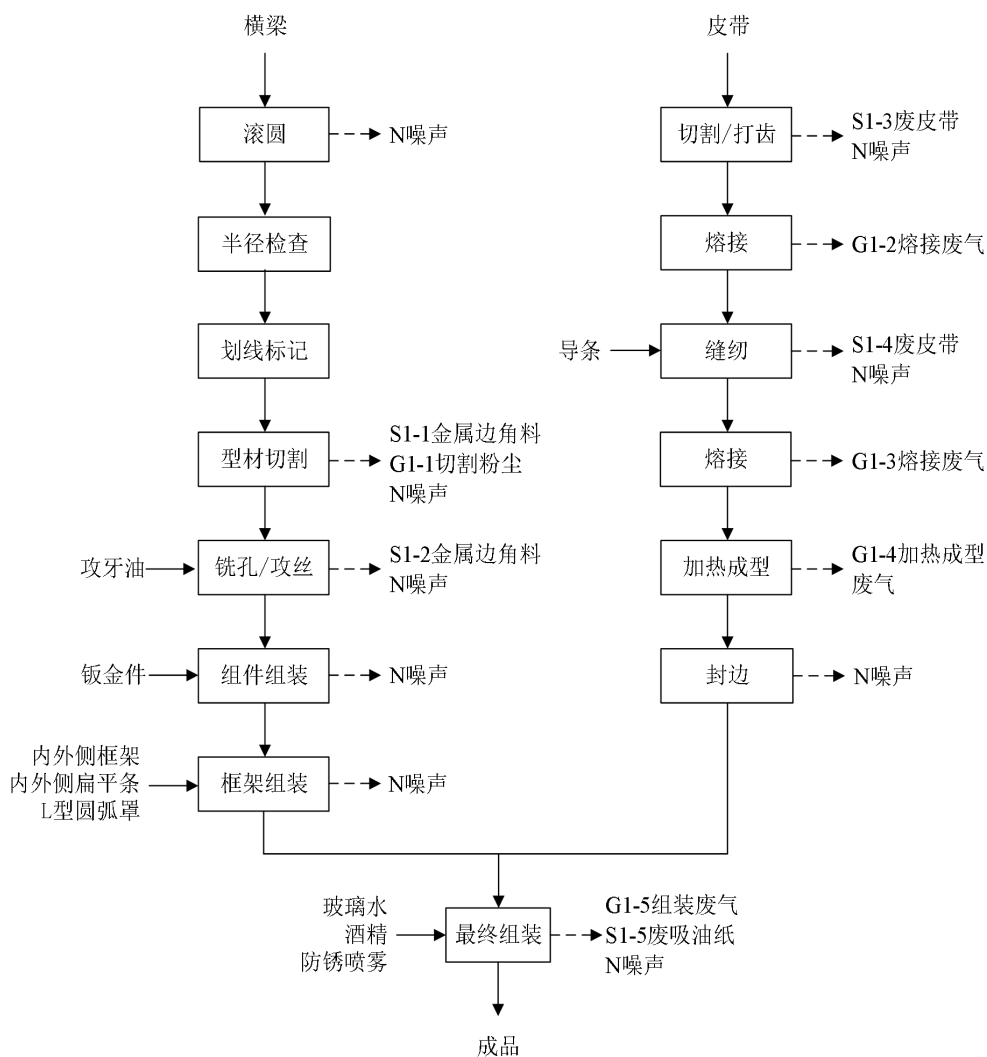 横梁
皮带
滚圆
N噪声
切割/打齿
S1-3废皮带
N噪声
半径检查
熔接
G1-2熔接废气
划线标记
导条
缝纫
S1-4废皮带
N噪声
型材切割
S1-1金属边角料
G1-1切割粉尘
N噪声
熔接
G1-3熔接废气
攻牙油
铣孔/攻丝
S1-2金属边角料
N噪声
加热成型
G1-4加热成型
废气
钣金件
组件组装
N噪声
封边
N噪声
内外侧框架
内外侧扁平条
L型圆弧罩
框架组装
N噪声
玻璃水
酒精
防锈喷雾
最终组装
G1-5组装废气
S1-5废吸油纸
N噪声
成品